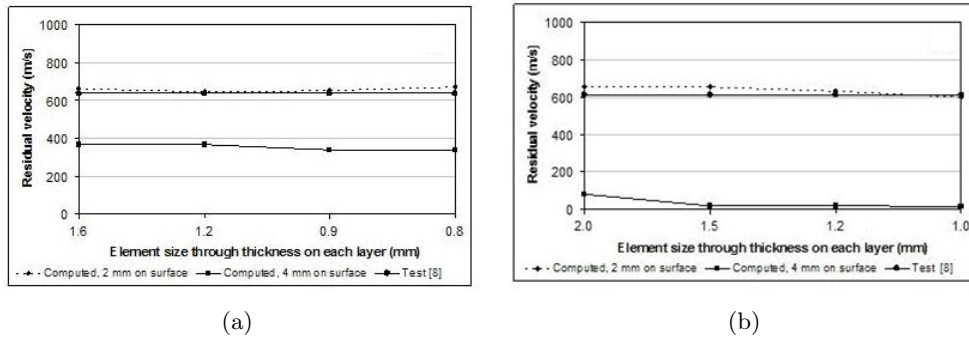 1000
800
600
400
200
0
Residual velocity (m/s)
1.6 1.2 0.9 0.8
Element size through thickness on each layer (mm)
Computed, 2 mm on surface Computed, 4 mm on surface Test [8]
(a)
1000
800
600
400
200
0
Residual velocity (m/s)
2.0 1.5 1.2 1.0
Element size through thickness on each layer (mm)
Computed, 2 mm on surface Computed, 4 mm on surface Test [8]
(b)